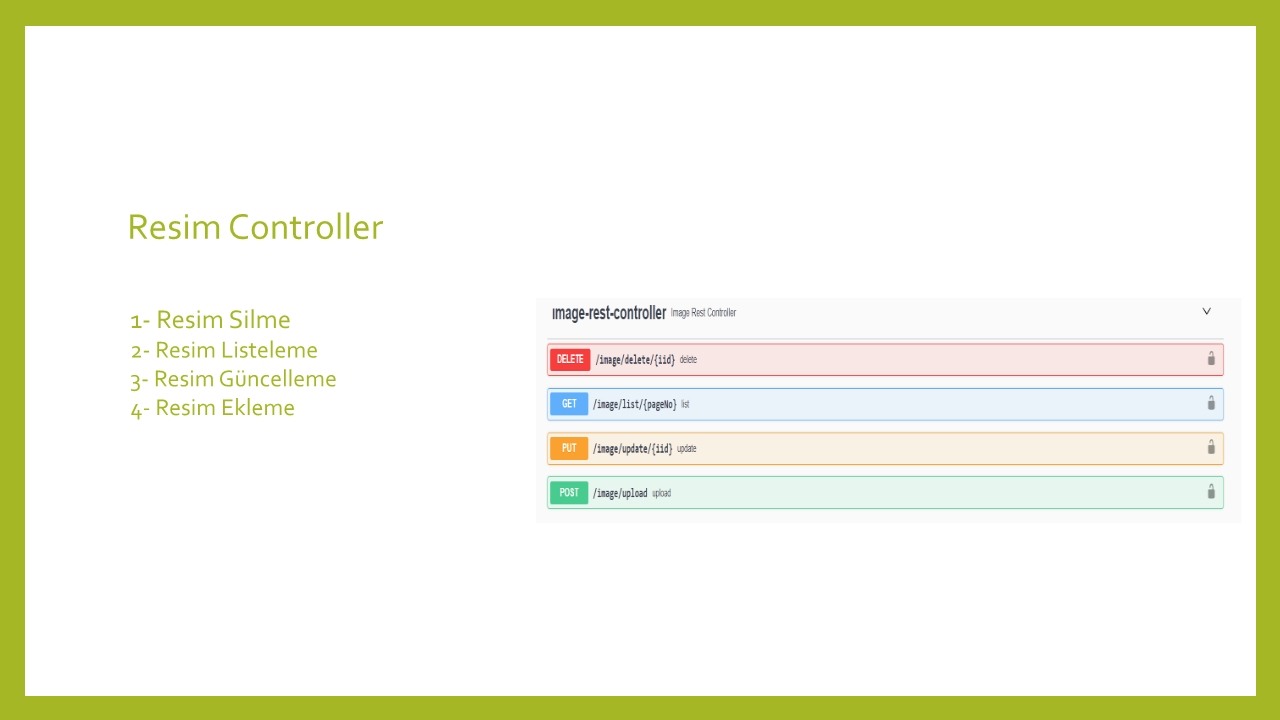 Resim Controller
1- Resim Silme
2- Resim Listeleme
3- Resim Güncelleme
4- Resim Ekleme
image-rest-controller Image Rest Controller
DELETE /image/delete/{iid} delete
GET /image/list/{pageNo} list
PUT /image/update/{iid} update
POST /image/upload upload